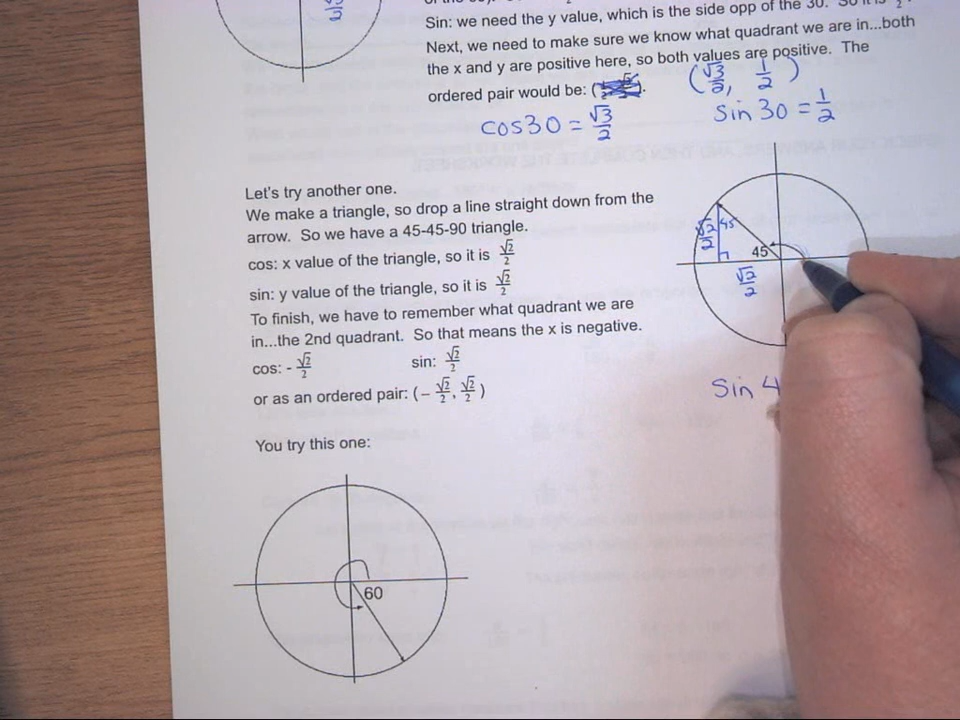 √3/2
Sin: we need the y value, which is the side opp of the 30. So it is
Next, we need to make sure we know what quadrant we are in...both
the x and y are positive here, so both values are positive. The
ordered pair would be:
(√3/2, 1/2)
cos30 = √3/2
Sin 30 = 1/2
Let's try another one.
We make a triangle, so drop a line straight down from the
arrow. So we have a 45-45-90 triangle.
cos: x value of the triangle, so it is √2/2
sin: y value of the triangle, so it is √2/2
To finish, we have to remember what quadrant we are
in...the 2nd quadrant. So that means the x is negative.
cos: - √2/2 sin: √2/2
or as an ordered pair: (- √2/2, √2/2)
√2/2
45
45
√2/2
Sin 4
You try this one:
60